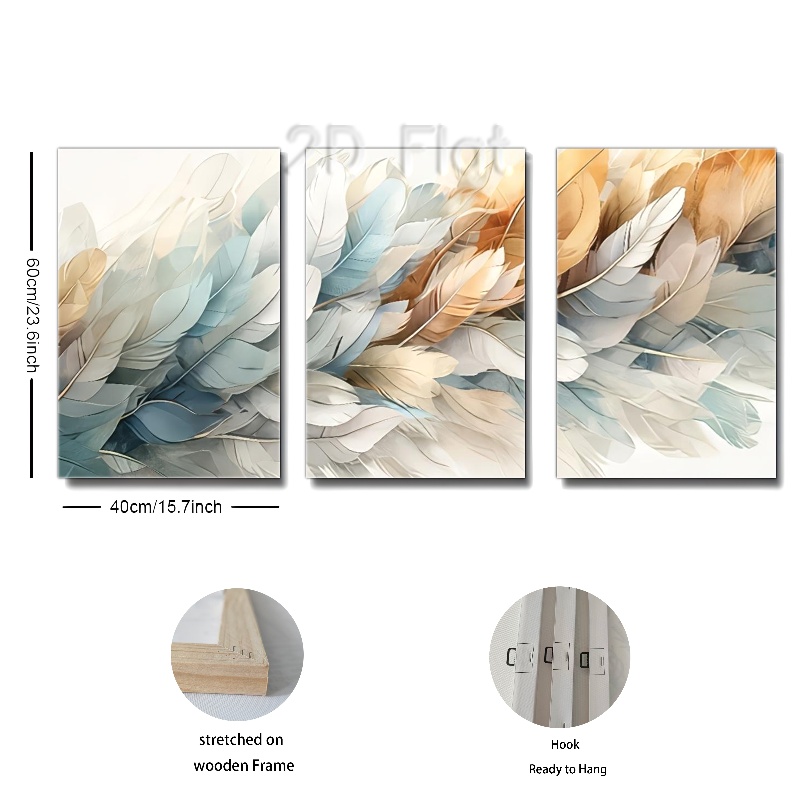 2D Flat
60cm/23.6inch
40cm/15.7inch
stretched on
wooden Frame
Hook
Ready to Hang